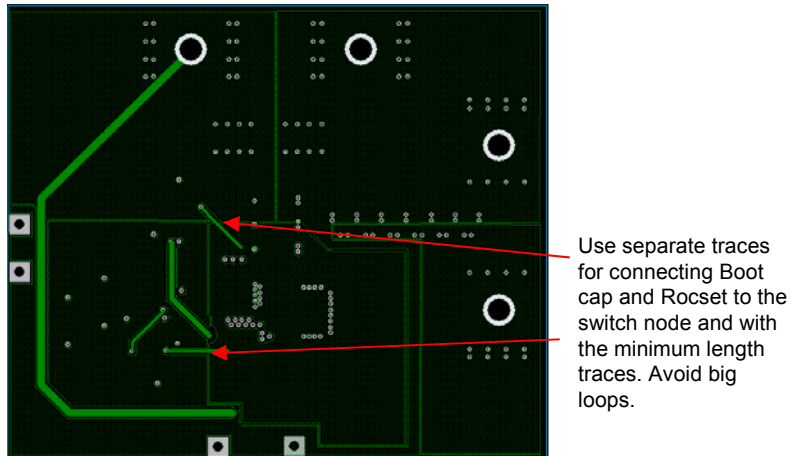 Use separate traces
for connecting Boot
cap and Rocset to the
switch node and with
the minimum length
traces. Avoid big
loops.